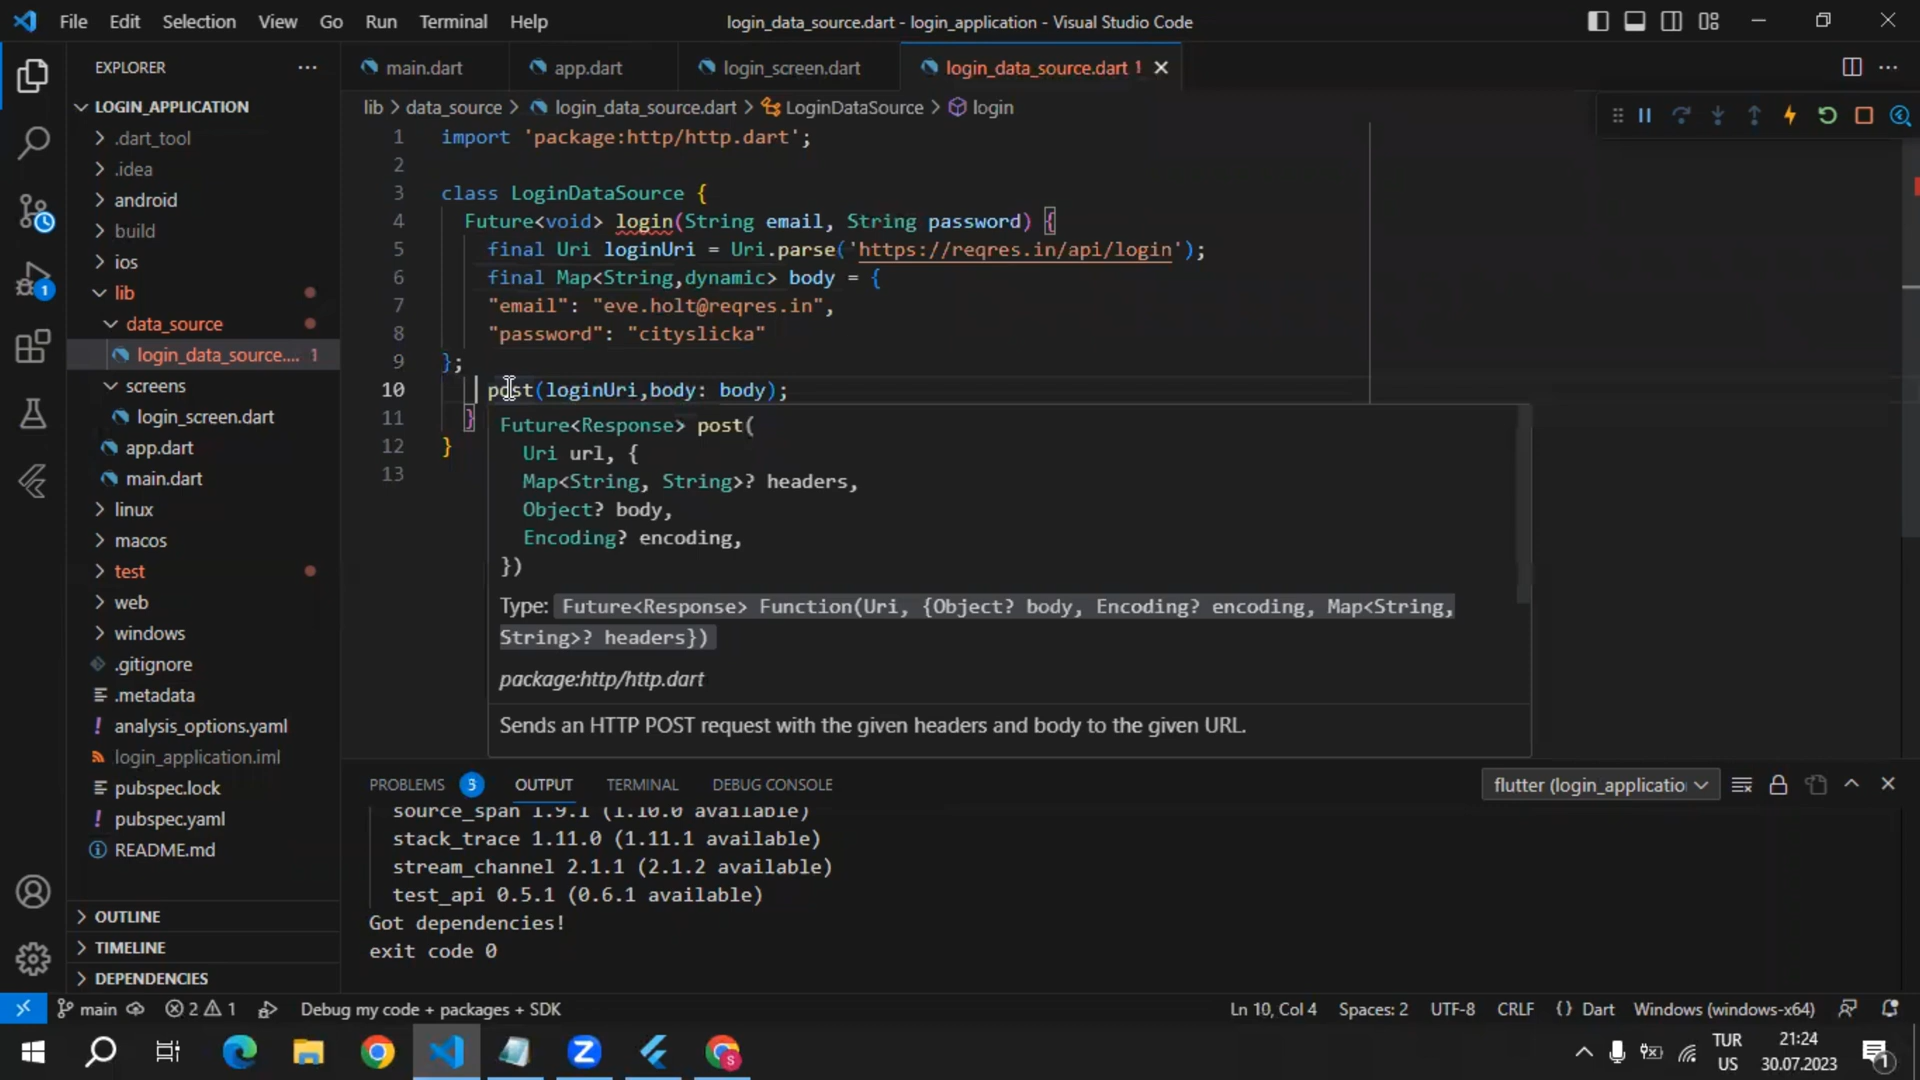 File Edit Selection View Go Run Terminal Help
login_data_source.dart - login_application - Visual Studio Code
EXPLORER
LOGIN_APPLICATION
.dart_tool
.idea
android
build
ios
lib
data_source
login_data_source.... 1
screens
login_screen.dart
app.dart
main.dart
linux
macos
test
web
windows
.gitignore
.metadata
analysis_options.yaml
login_application.iml
pubspec.lock
pubspec.yaml
README.md
OUTLINE
TIMELINE
DEPENDENCIES
main.dart app.dart login_screen.dart login_data_source.dart 1
lib > data_source > login_data_source.dart > LoginDataSource > login
1 import 'package:http/http.dart';
2
3 class LoginDataSource {
4 Future<void> login(String email, String password) {
5 final Uri loginUri = Uri.parse('https://reqres.in/api/login');
6 final Map<String,dynamic> body = {
7 "email": "eve.holt@reqres.in",
8 "password": "cityslicka"
9 };
10 post(loginUri,body: body);
11 }
12 }
13
Future<Response> post(
Uri url, {
Map<String, String>? headers,
Object? body,
Encoding? encoding,
})
Type: Future<Response> Function(Uri, {Object? body, Encoding? encoding, Map<String,
String>? headers})
package:http/http.dart
Sends an HTTP POST request with the given headers and body to the given URL.
PROBLEMS 3 OUTPUT TERMINAL DEBUG CONSOLE
flutter (login_applicatio
source_span 1.9.1 (1.10.0 available)
stack_trace 1.11.0 (1.11.1 available)
stream_channel 2.1.1 (2.1.2 available)
test_api 0.5.1 (0.6.1 available)
Got dependencies!
exit code 0
main 2 1 Debug my code + packages + SDK
Ln 10, Col 4 Spaces: 2 UTF-8 CRLF {} Dart Windows (windows-x64)
TUR
US
21:24
30.07.2023
1